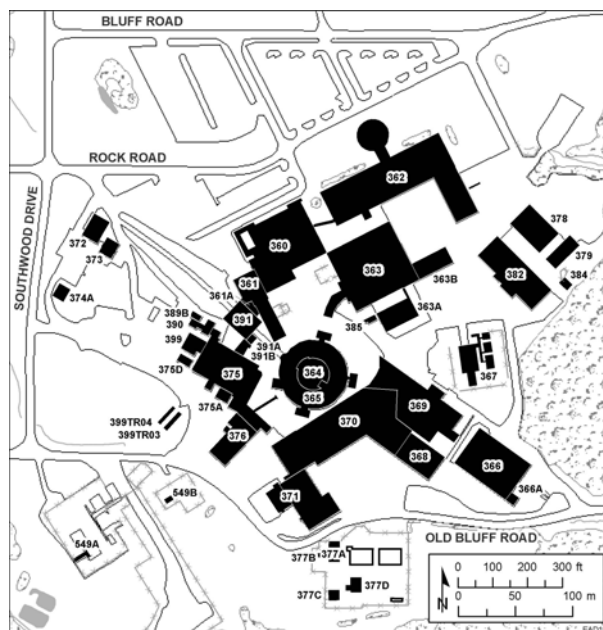 BLUFF ROAD
ROCK ROAD
SOUTHWOOD DRIVE
362
372
373
374A
360
363
363B
378
379
382
384
361
361A
363A
389B
390
391
385
399
391A
391B
375D
375
364
367
375A
365
399TR04
399TR03
376
370
369
368
366
371
366A
549B
549A
OLD BLUFF ROAD
377B
377A
377C
377D
0 100 200 300 ft
0 50 100 m
N